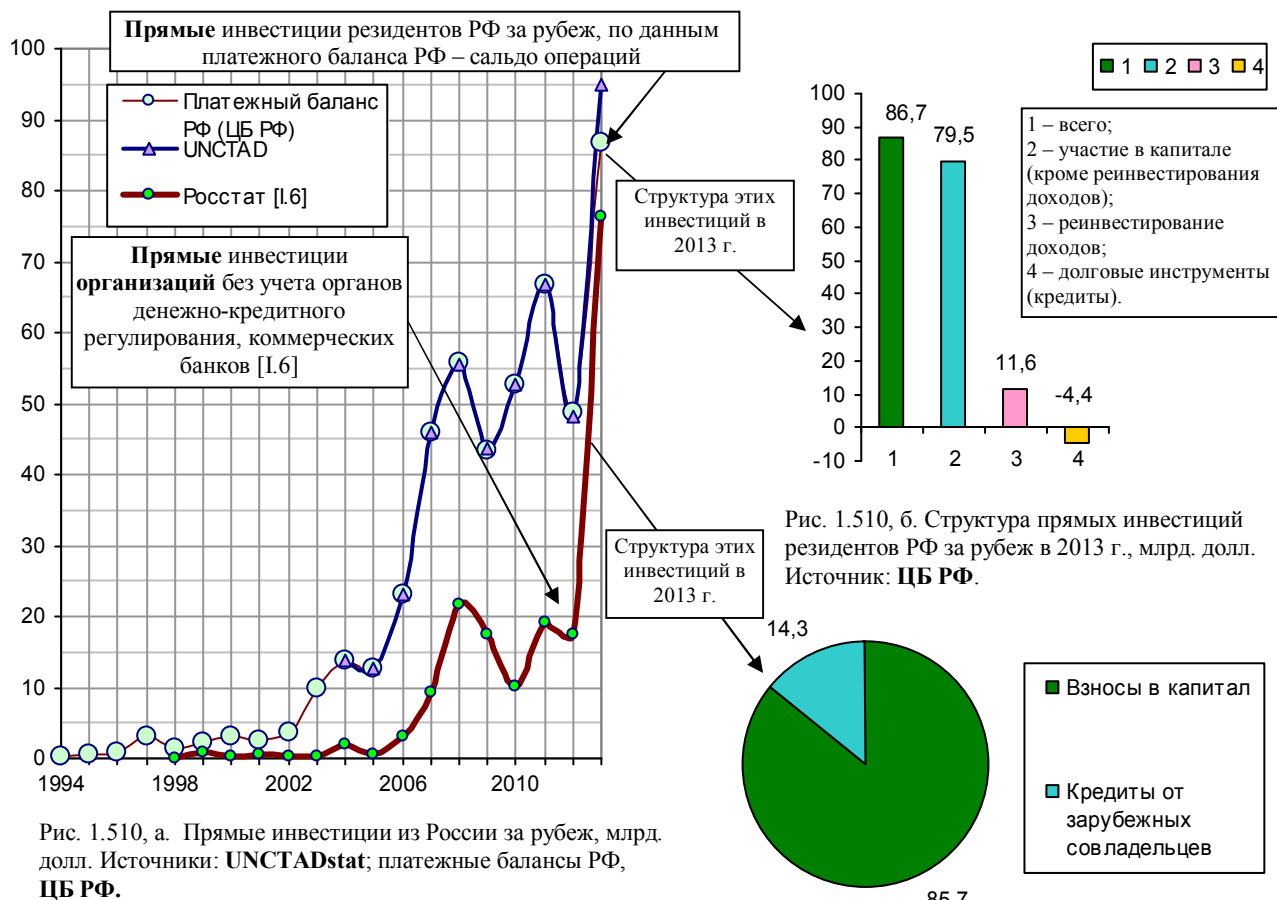 Прямые инвестиции резидентов РФ за рубеж, по данным
платежного баланса РФ – сальдо операций
100
95
90
85
80
70
60
50
40
30
20
10
0
1994
1998
2002
2006
2010
Платежный баланс
РФ (ЦБ РФ)
UNCTAD
Росстат [I.6]
Прямые инвестиции
организаций без учета органов
денежно-кредитного
регулирования, коммерческих
банков [I.6]
Структура этих
инвестиций в
2013 г.
Структура этих
инвестиций в
2013 г.
Рис. 1.510, а. Прямые инвестиции из России за рубеж, млрд.
долл. Источники: UNCTADstat; платежные балансы РФ,
ЦБ РФ.
1 2 3 4
100
90
80
70
60
50
40
30
20
10
0
-10
86,7
79,5
11,6
-4,4
1 2 3 4
1 – всего;
2 – участие в капитале
(кроме реинвестирования
доходов);
3 – реинвестирование
доходов;
4 – долговые инструменты
(кредиты).
Рис. 1.510, б. Структура прямых инвестиций
резидентов РФ за рубеж в 2013 г., млрд. долл.
Источник: ЦБ РФ.
14,3
85,7
Взносы в капитал
Кредиты от
зарубежных
совладельцев